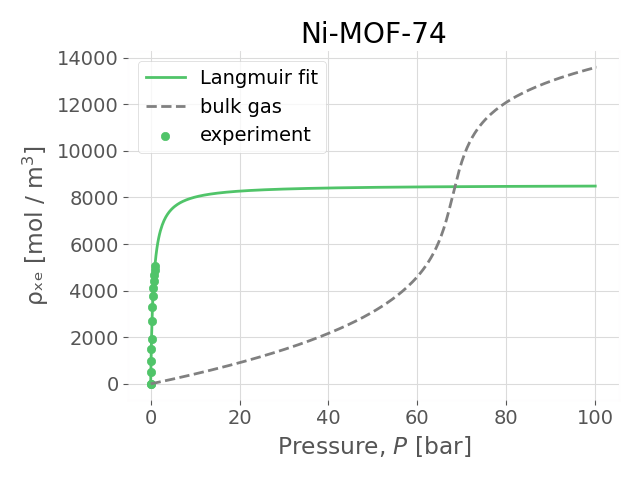 Ni-MOF-74
Langmuir fit
bulk gas
experiment
14000
12000
10000
8000
6000
4000
2000
0
ρₓₑ [mol / m³]
0 20 40 60 80 100
Pressure, P [bar]